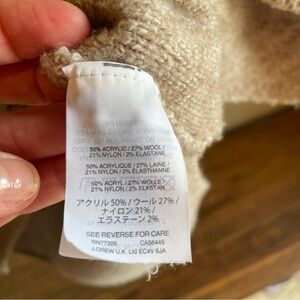 50% ACRYLIC / 27% WOOL /
21% NYLON / 2% ELASTANE
50% ACRYLIQUE / 27% LAINE /
21% NYLON / 2% ELASTHANNE
50% ACRYL / 27% WOLLE
21% NYLON / 2% ELASTAN
アクリル 50% / ウール 27% /
ナイロン 21% /
エラステーン 2%
SEE REVERSE FOR CARE
RN77388 CA56445
J.CREW U.K. Ltd EC4V 6JA